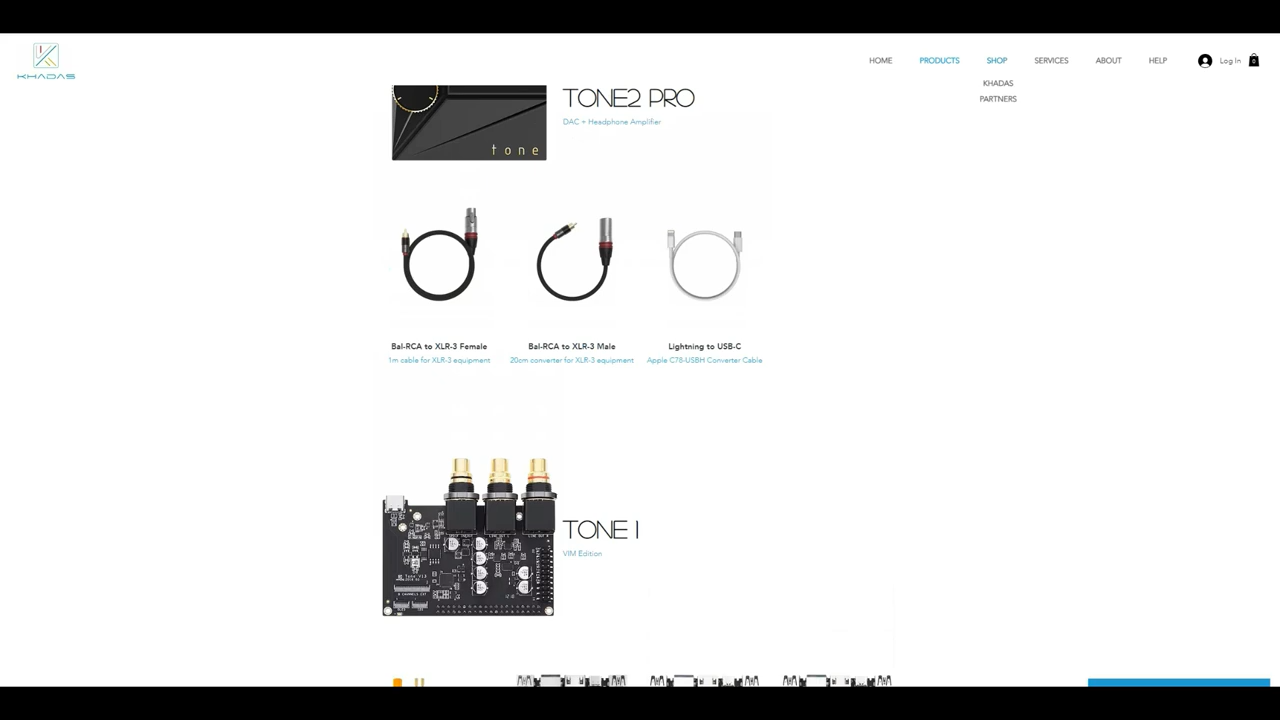 KHADAS
HOME PRODUCTS SHOP SERVICES ABOUT HELP Log In 0
KHADAS
PARTNERS
tone
TONE2 PRO
DAC + Headphone Amplifier
Bal-RCA to XLR-3 Female
1m cable for XLR-3 equipment
Bal-RCA to XLR-3 Male
20cm converter for XLR-3 equipment
Lightning to USB-C
Apple C78-USBH Converter Cable
TONE 1
VIM Edition